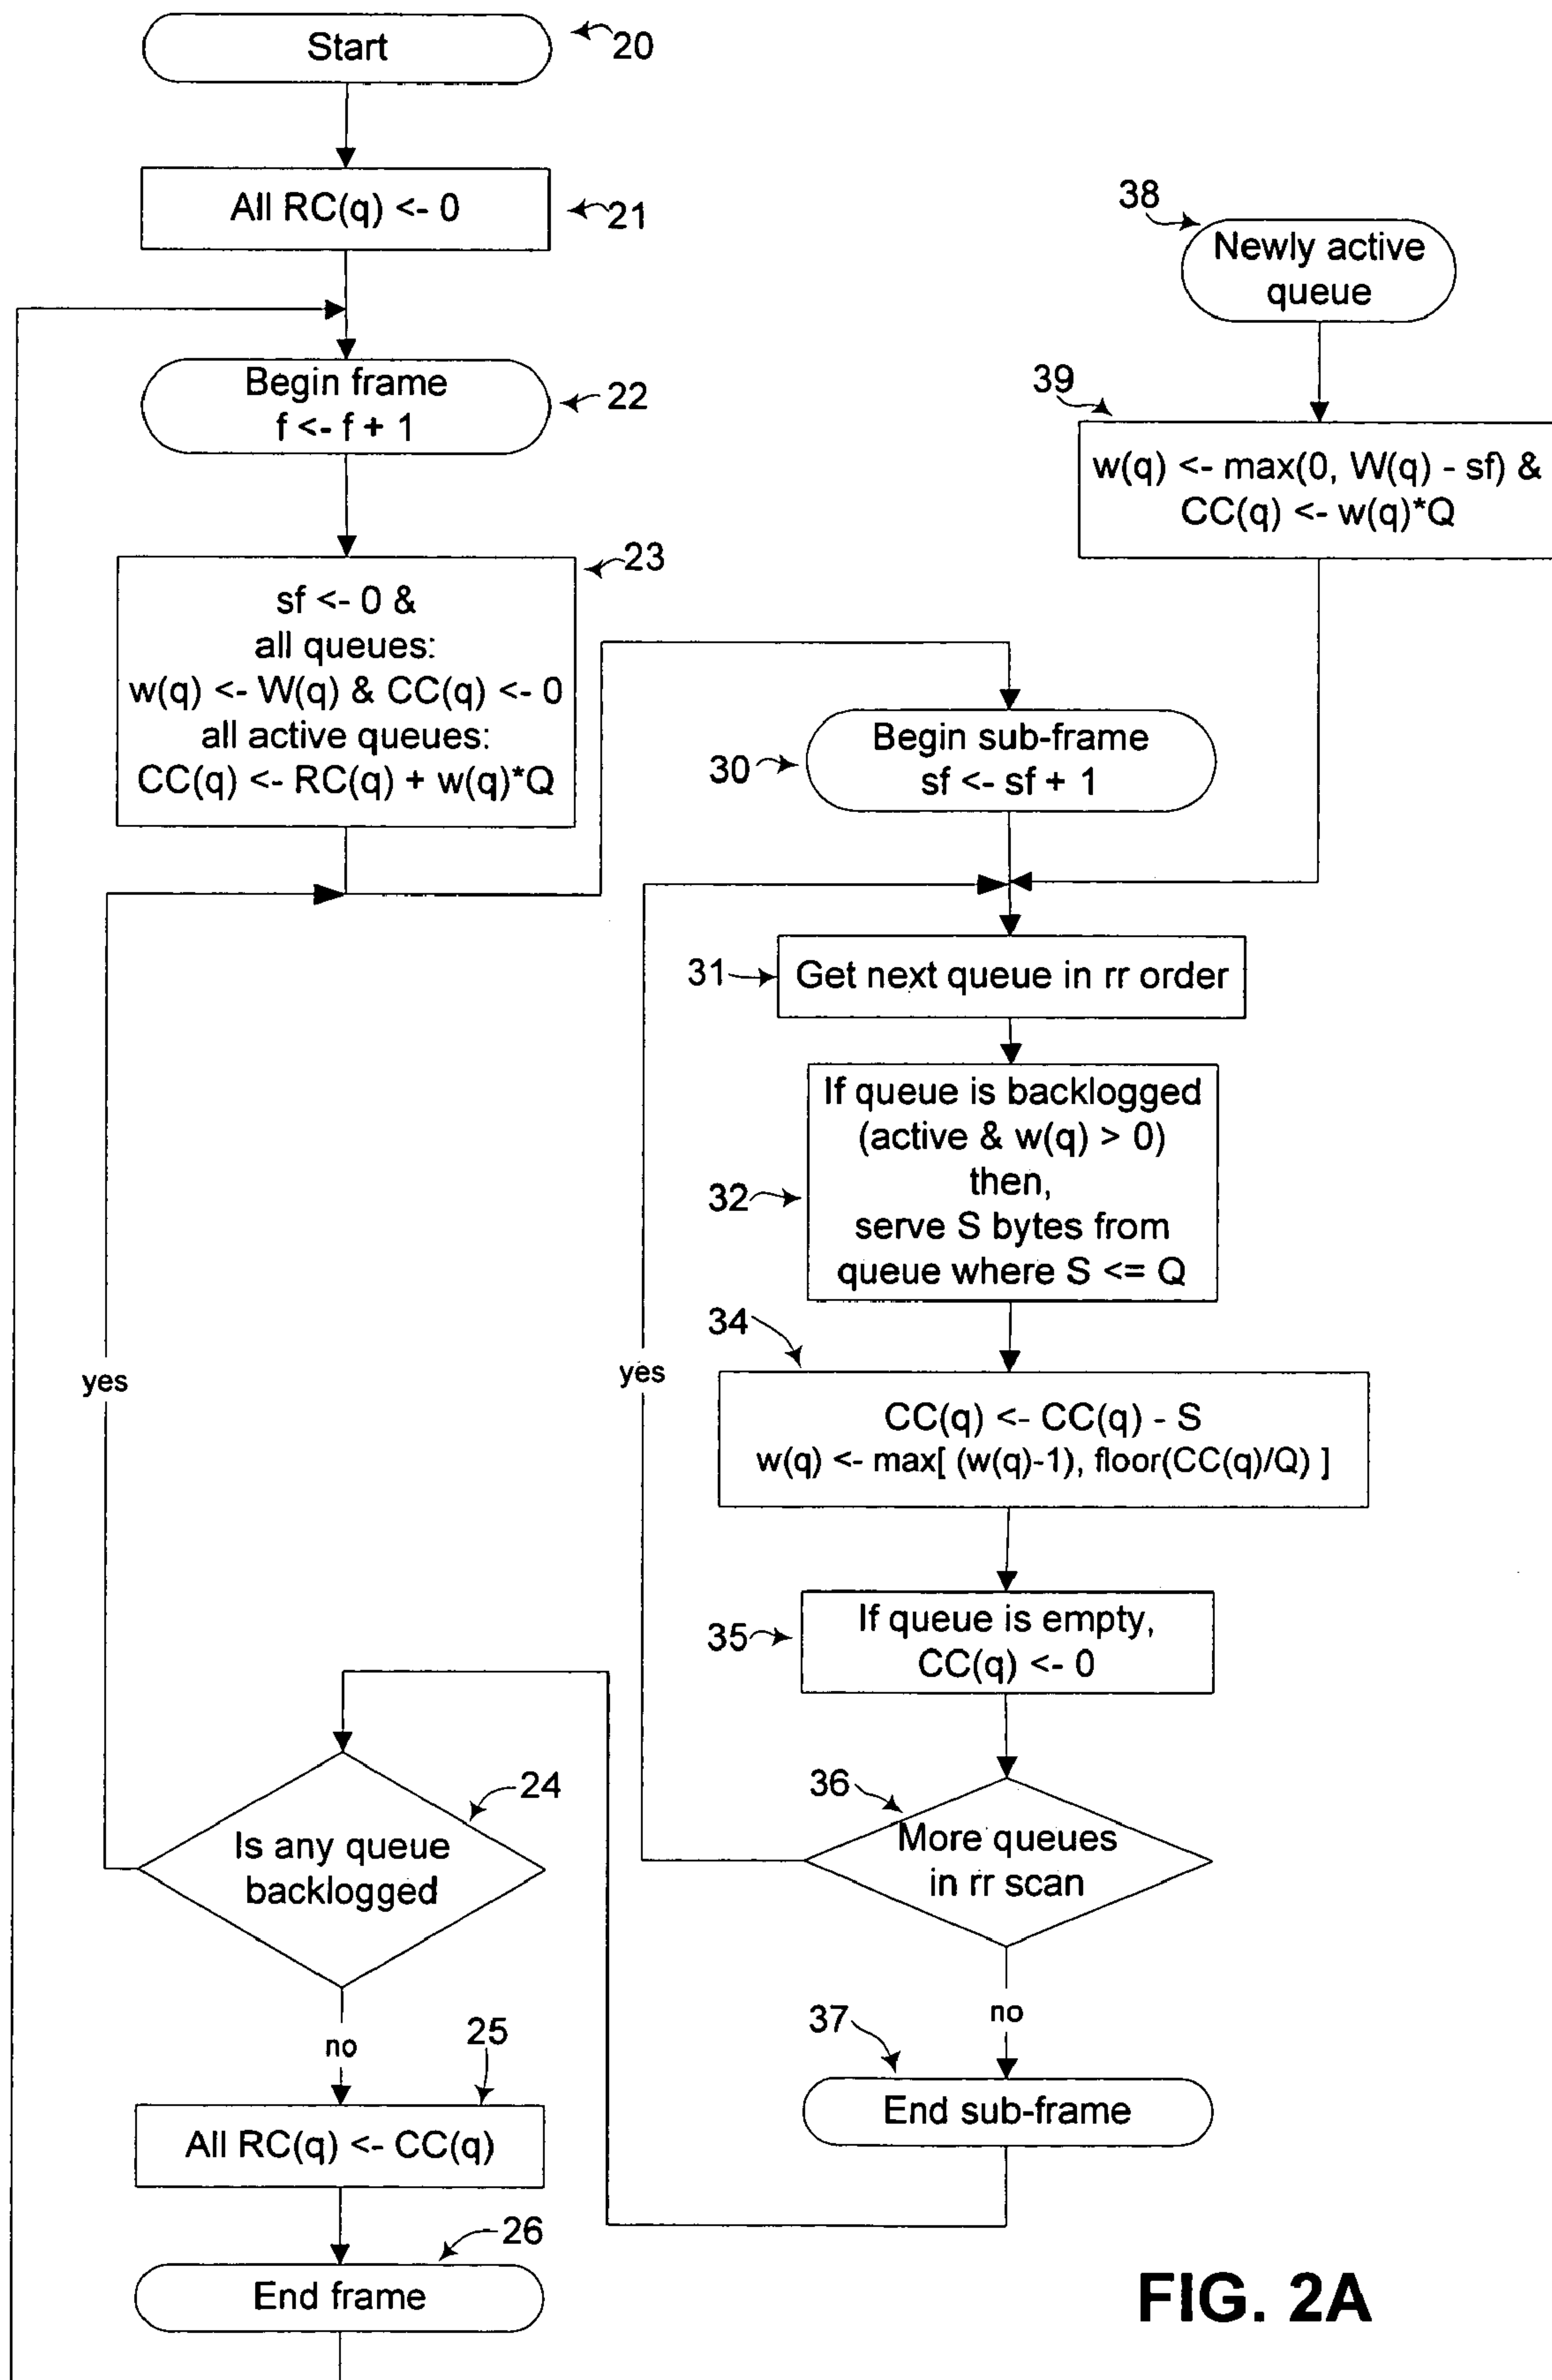 Start
20
All RC(q) <- 0
21
Begin frame
f <- f + 1
22
23
sf <- 0 &
all queues:
w(q) <- W(q) & CC(q) <- 0
all active queues:
CC(q) <- RC(q) + w(q)*Q
38
Newly active
queue
39
w(q) <- max(0, W(q) - sf) &
CC(q) <- w(q)*Q
30
Begin sub-frame
sf <- sf + 1
31
Get next queue in rr order
32
If queue is backlogged
(active & w(q) > 0)
then,
serve S bytes from
queue where S <= Q
34
CC(q) <- CC(q) - S
w(q) <- max[ (w(q)-1), floor(CC(q)/Q) ]
yes
yes
35
If queue is empty,
CC(q) <- 0
36
More queues
in rr scan
no
37
End sub-frame
24
Is any queue
backlogged
no
25
All RC(q) <- CC(q)
26
End frame
FIG. 2A